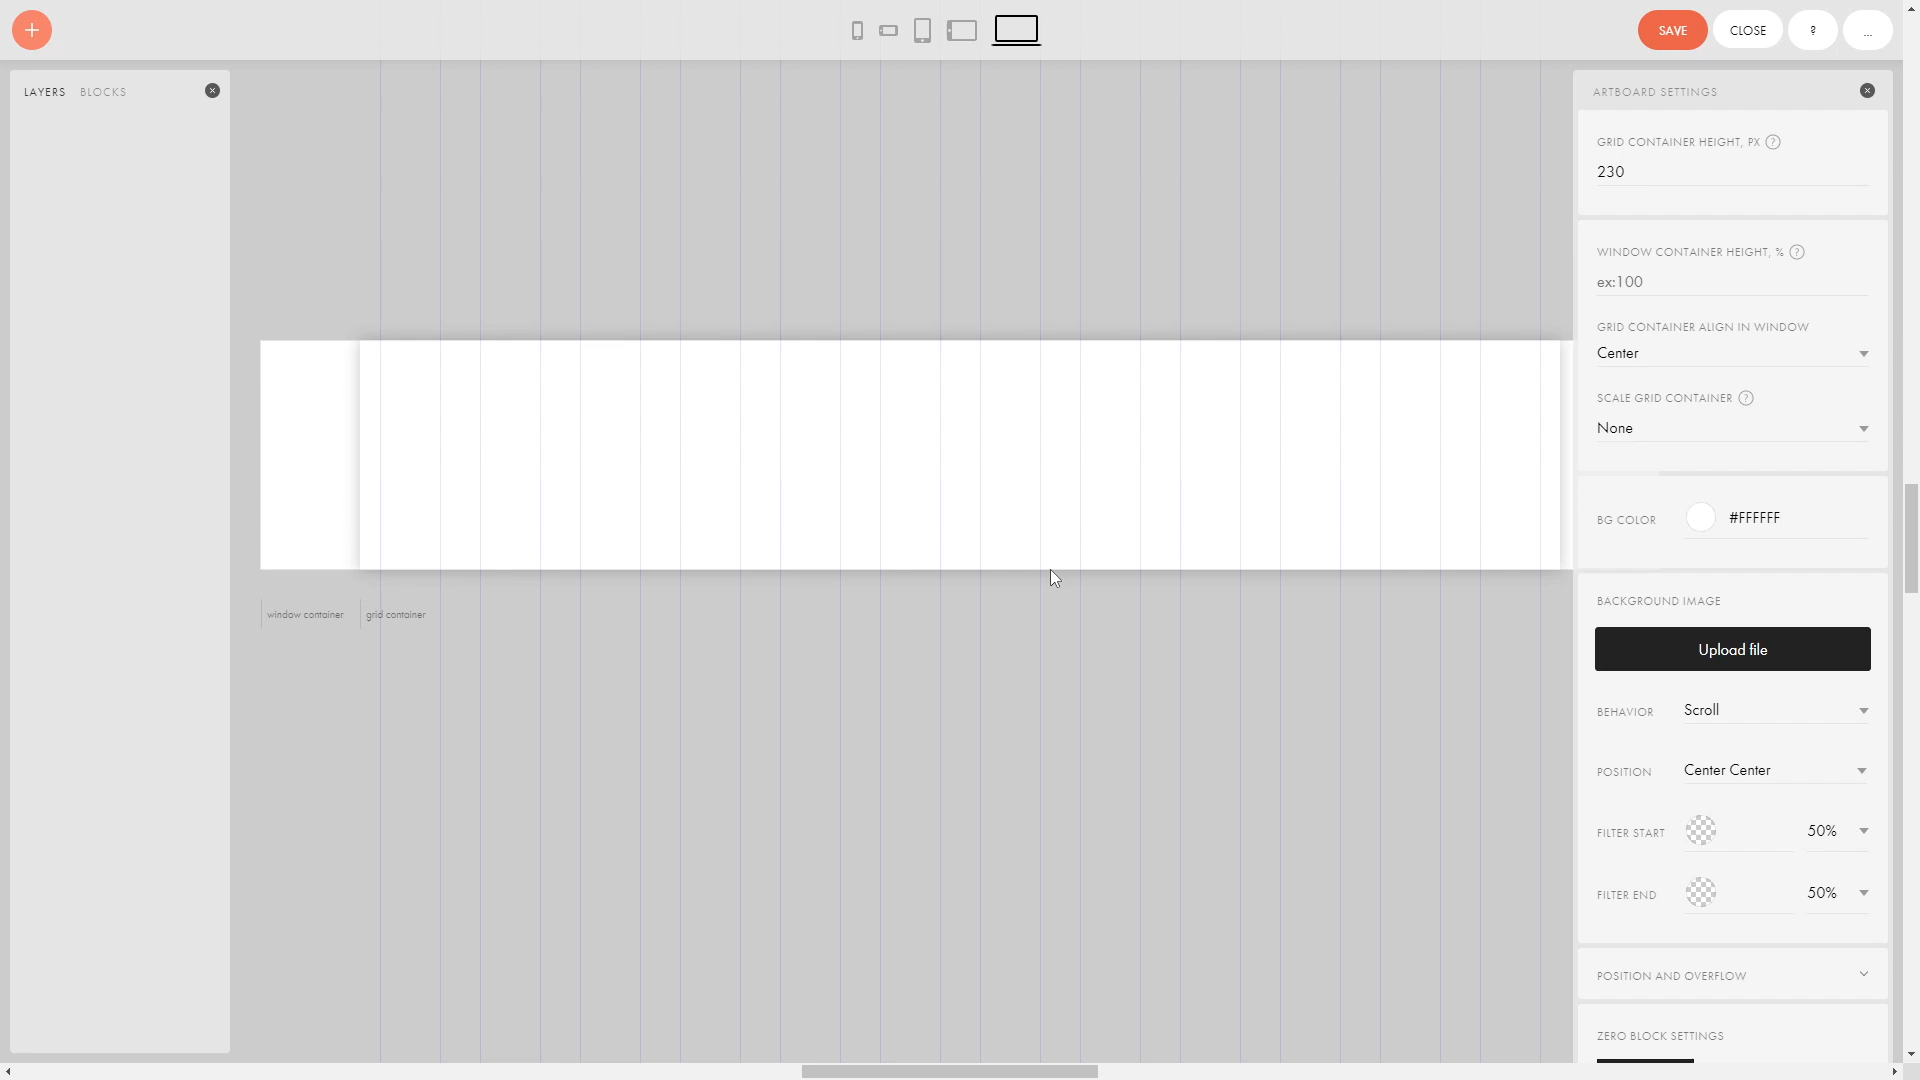 SAVE
CLOSE
?
...
LAYERS BLOCKS
ARTBOARD SETTINGS
GRID CONTAINER HEIGHT, PX ?
230
WINDOW CONTAINER HEIGHT, % ?
ex:100
GRID CONTAINER ALIGN IN WINDOW
Center
SCALE GRID CONTAINER ?
None
BG COLOR #FFFFFF
window container grid container
BACKGROUND IMAGE
Upload file
BEHAVIOR Scroll
POSITION Center Center
FILTER START 50%
FILTER END 50%
POSITION AND OVERFLOW
ZERO BLOCK SETTINGS